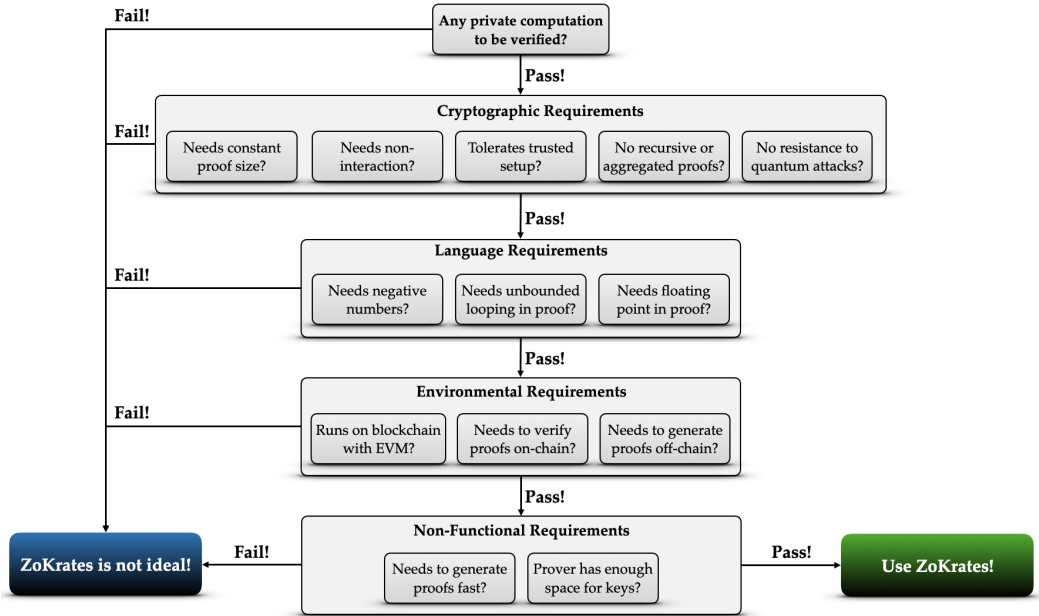 Fail!
Any private computation
to be verified?
Pass!
Cryptographic Requirements
Fail!
Needs constant
proof size?
Needs non-
interaction?
Tolerates trusted
setup?
No recursive or
aggregated proofs?
No resistance to
quantum attacks?
Pass!
Language Requirements
Fail!
Needs negative
numbers?
Needs unbounded
looping in proof?
Needs floating
point in proof?
Pass!
Environmental Requirements
Fail!
Runs on blockchain
with EVM?
Needs to verify
proofs on-chain?
Needs to generate
proofs off-chain?
Pass!
Non-Functional Requirements
ZoKrates is not ideal!
Fail!
Needs to generate
proofs fast?
Prover has enough
space for keys?
Pass!
Use ZoKrates!